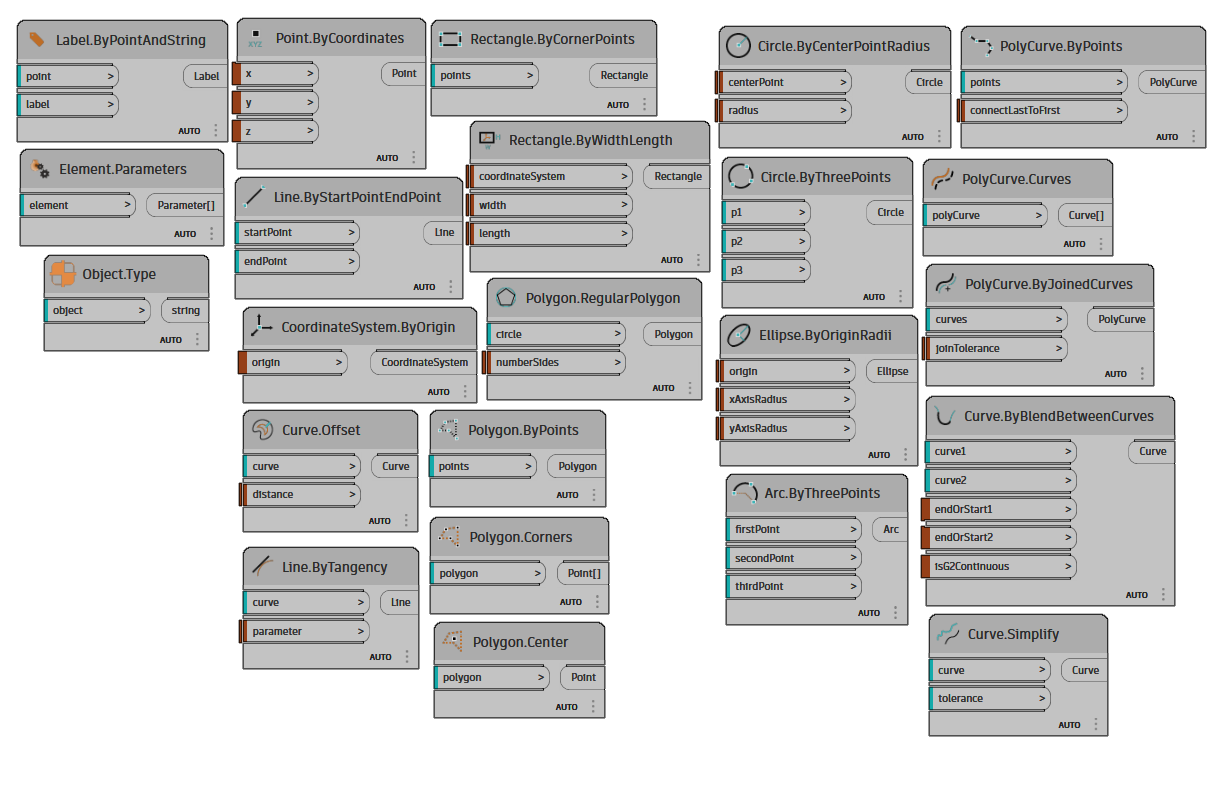 Label.ByPointAndString
point >
Label
label >
AUTO
Element.Parameters
element >
Parameter[]
AUTO
Object.Type
object >
string
AUTO
XYZ
Point.ByCoordinates
x >
Point
y >
z >
AUTO
Line.ByStartPointEndPoint
startPoint >
Line
endPoint >
AUTO
CoordinateSystem.ByOrigin
origin >
CoordinateSystem
AUTO
Curve.Offset
curve >
Curve
distance >
AUTO
Line.ByTangency
curve >
Line
parameter >
AUTO
Rectangle.ByCornerPoints
points >
Rectangle
AUTO
Rectangle.ByWidthLength
coordinateSystem >
Rectangle
width >
length >
AUTO
Polygon.RegularPolygon
circle >
Polygon
numberSides >
AUTO
Polygon.ByPoints
points >
Polygon
AUTO
Polygon.Corners
polygon >
Point[]
AUTO
Polygon.Center
polygon >
Point
AUTO
Circle.ByCenterPointRadius
centerPoint >
Circle
radius >
AUTO
Circle.ByThreePoints
p1 >
Circle
p2 >
p3 >
AUTO
Ellipse.ByOriginRadii
origin >
Ellipse
xAxisRadius >
yAxisRadius >
AUTO
Arc.ByThreePoints
firstPoint >
Arc
secondPoint >
thirdPoint >
AUTO
PolyCurve.ByPoints
points >
PolyCurve
connectLastToFirst >
AUTO
PolyCurve.Curves
polyCurve >
Curve[]
AUTO
PolyCurve.ByJoinedCurves
curves >
PolyCurve
joinTolerance >
AUTO
Curve.ByBlendBetweenCurves
curve1 >
Curve
curve2 >
endOrStart1 >
endOrStart2 >
isG2Continuous >
AUTO
Curve.Simplify
curve >
Curve
tolerance >
AUTO